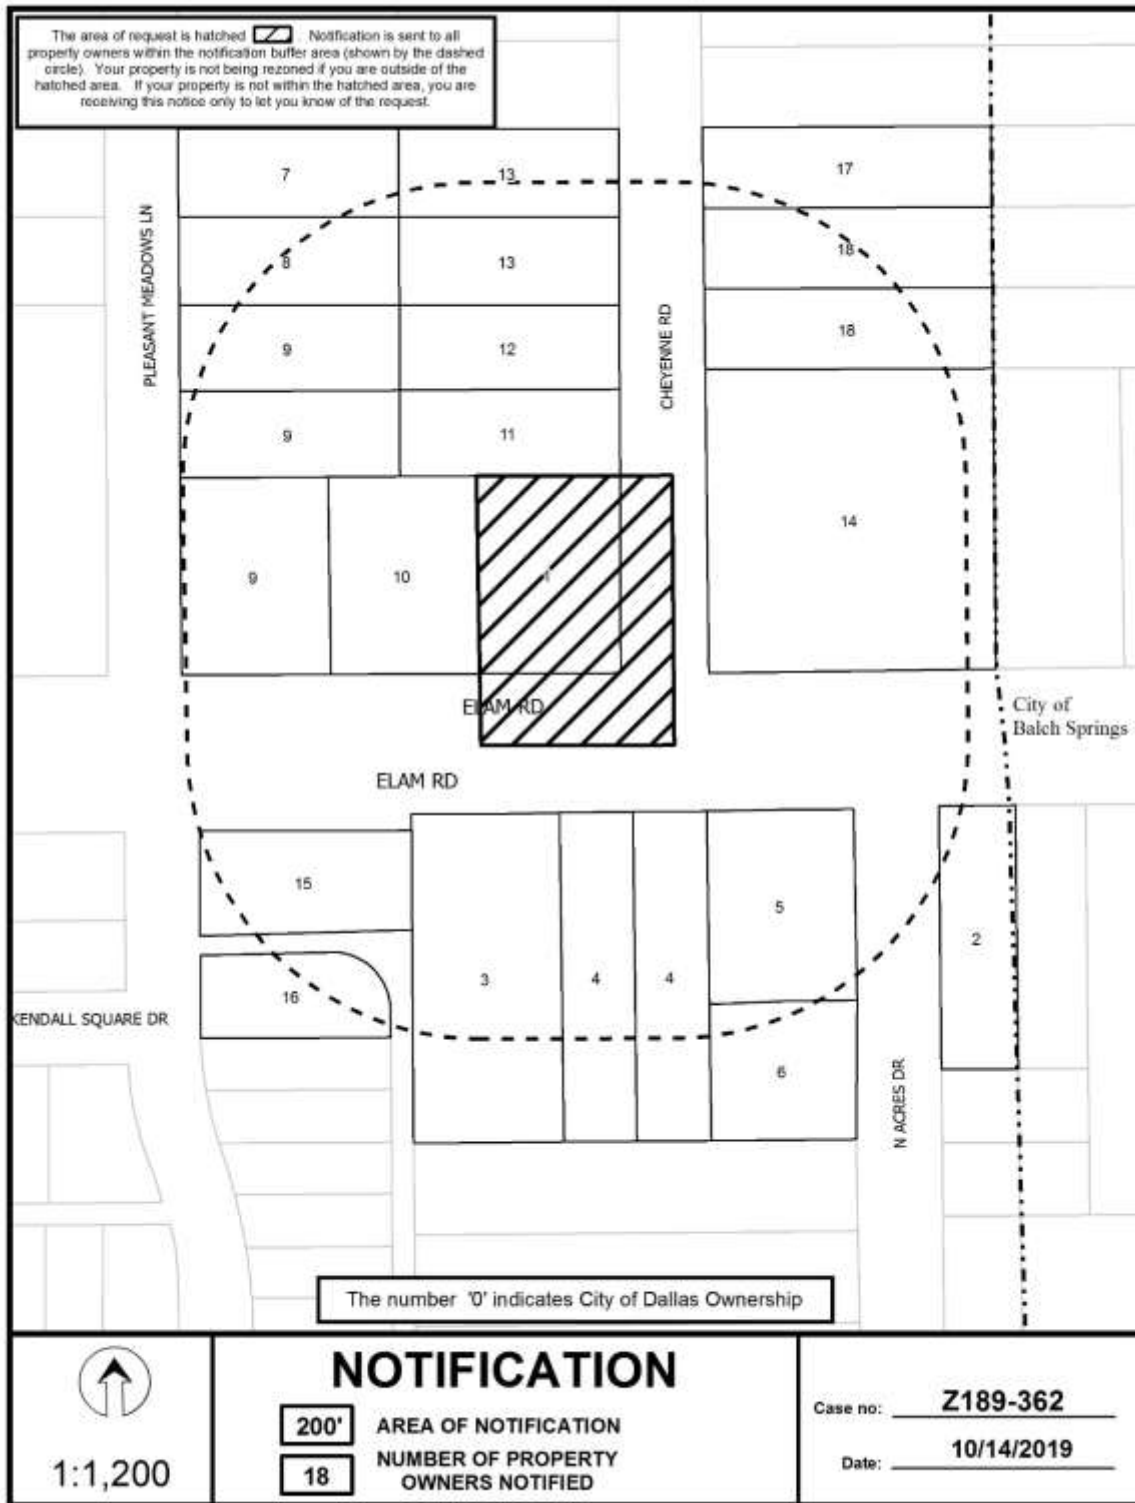 The area of request is hatched . Notification is sent to all
property owners within the notification buffer area (shown by the dashed
circle). Your property is not being rezoned if you are outside of the
hatched area. If your property is not within the hatched area, you are
receiving this notice only to let you know of the request.
7
13
17
PLEASANT MEADOWS LN
8
13
18
9
12
CHEYENNE RD
18
9
11
14
9
10
1
ELAM RD
City of
Balch Springs
ELAM RD
15
5
2
3
4
4
16
KENDALL SQUARE DR
6
N ACRES DR
The number '0' indicates City of Dallas Ownership
1:1,200
NOTIFICATION
200' AREA OF NOTIFICATION
18 NUMBER OF PROPERTY
OWNERS NOTIFIED
Case no: Z189-362
Date: 10/14/2019